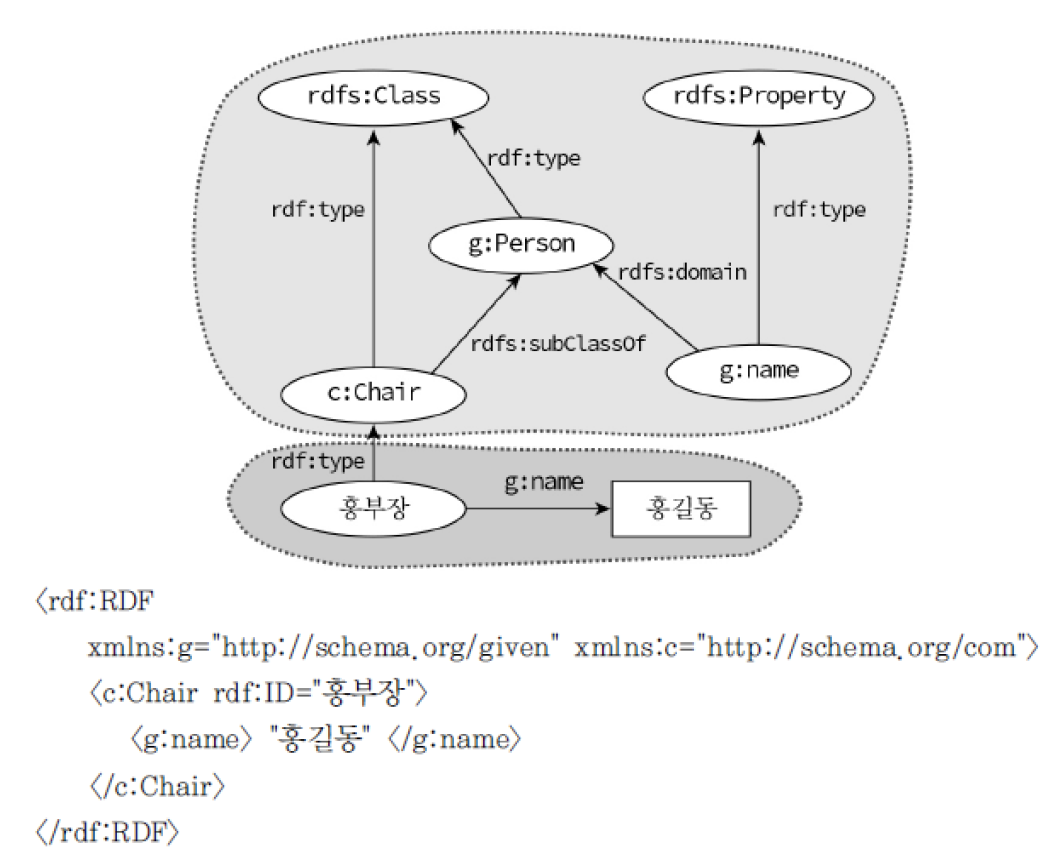 rdfs:Class
rdfs:Property
rdf:type
rdf:type
rdf:type
g:Person
rdfs:domain
rdfs:subClassOf
g:name
c:Chair
rdf:type
g:name
홍부장
홍길동
〈rdf:RDF
xmlns:g="http://schema.org/given" xmlns:c="http://schema.org/com"〉
〈c:Chair rdf:ID="홍부장"〉
〈g:name〉 "홍길동" 〈/g:name〉
〈/c:Chair〉
〈/rdf:RDF〉